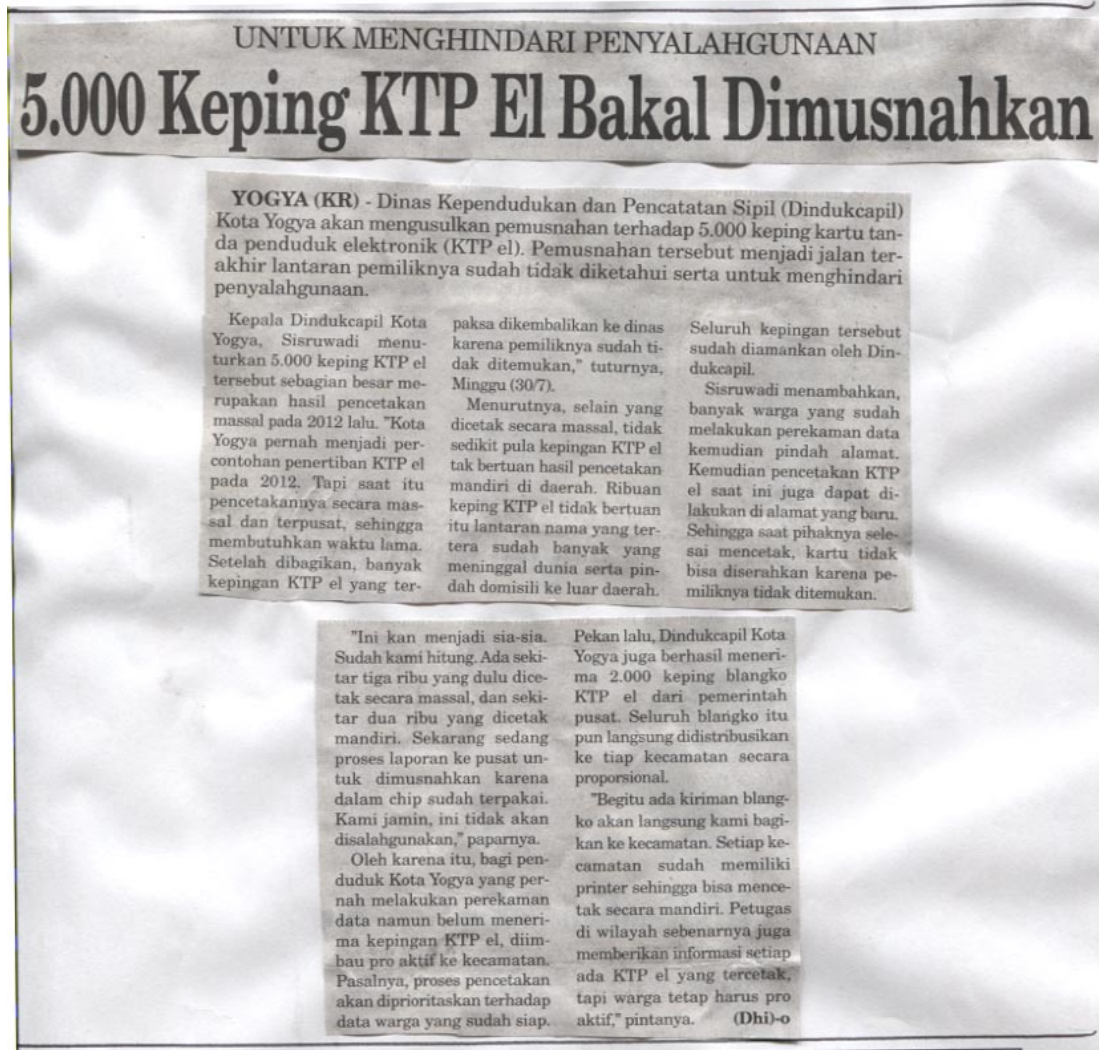 UNTUK MENGHINDARI PENYALAHGUNAAN
5.000 Keping KTP El Bakal Dimusnahkan
YOGYA (KR) - Dinas Kependudukan dan Pencatatan Sipil (Dindukcapil)
Kota Yogya akan mengusulkan pemusnahan terhadap 5.000 keping kartu tan-
da penduduk elektronik (KTP el). Pemusnahan tersebut menjadi jalan ter-
akhir lantaran pemiliknya sudah tidak diketahui serta untuk menghindari
penyalahgunaan.
Kepala Dindukcapil Kota
Yogya, Sisruwadi menu-
turkan 5.000 keping KTP el
tersebut sebagian besar me-
rupakan hasil pencetakan
massal pada 2012 lalu. "Kota
Yogya pernah menjadi per-
contohan penertiban KTP el
pada 2012. Tapi saat itu
pencetakannya secara mas-
sal dan terpusat, sehingga
membutuhkan waktu lama.
Setelah dibagikan, banyak
kepingan KTP el yang ter-
paksa dikembalikan ke dinas
karena pemiliknya sudah ti-
dak ditemukan," tuturnya,
Minggu (30/7).
Menurutnya, selain yang
dicetak secara massal, tidak
sedikit pula kepingan KTP el
tak bertuan hasil pencetakan
mandiri di daerah. Ribuan
keping KTP el tidak bertuan
itu lantaran nama yang ter-
tera sudah banyak yang
meninggal dunia serta pin-
dah domisili ke luar daerah.
Seluruh kepingan tersebut
sudah diamankan oleh Din-
dukcapil.
Sisruwadi menambahkan,
banyak warga yang sudah
melakukan perekaman data
kemudian pindah alamat.
Kemudian pencetakan KTP
el saat ini juga dapat di-
lakukan di alamat yang baru.
Sehingga saat pihaknya sele-
sai mencetak, kartu tidak
bisa diserahkan karena pe-
miliknya tidak ditemukan.
"Ini kan menjadi sia-sia.
Sudah kami hitung. Ada seki-
tar tiga ribu yang dulu dice-
tak secara massal, dan seki-
tar dua ribu yang dicetak
mandiri. Sekarang sedang
proses laporan ke pusat un-
tuk dimusnahkan karena
dalam chip sudah terpakai.
Kami jamin, ini tidak akan
disalahgunakan," paparnya.
Oleh karena itu, bagi pen-
duduk Kota Yogya yang per-
nah melakukan perekaman
data namun belum meneri-
ma kepingan KTP el, diim-
bau pro aktif ke kecamatan.
Pasalnya, proses pencetakan
akan diprioritaskan terhadap
data warga yang sudah siap.
Pekan lalu, Dindukcapil Kota
Yogya juga berhasil meneri-
ma 2.000 keping blangko
KTP el dari pemerintah
pusat. Seluruh blangko itu
pun langsung didistribusikan
ke tiap kecamatan secara
proporsional.
"Begitu ada kiriman blang-
ko akan langsung kami bagi-
kan ke kecamatan. Setiap ke-
camatan sudah memiliki
printer sehingga bisa mence-
tak secara mandiri. Petugas
di wilayah sebenarnya juga
memberikan informasi setiap
ada KTP el yang tercetak,
tapi warga tetap harus pro
aktif," pintanya. (Dhi)-o